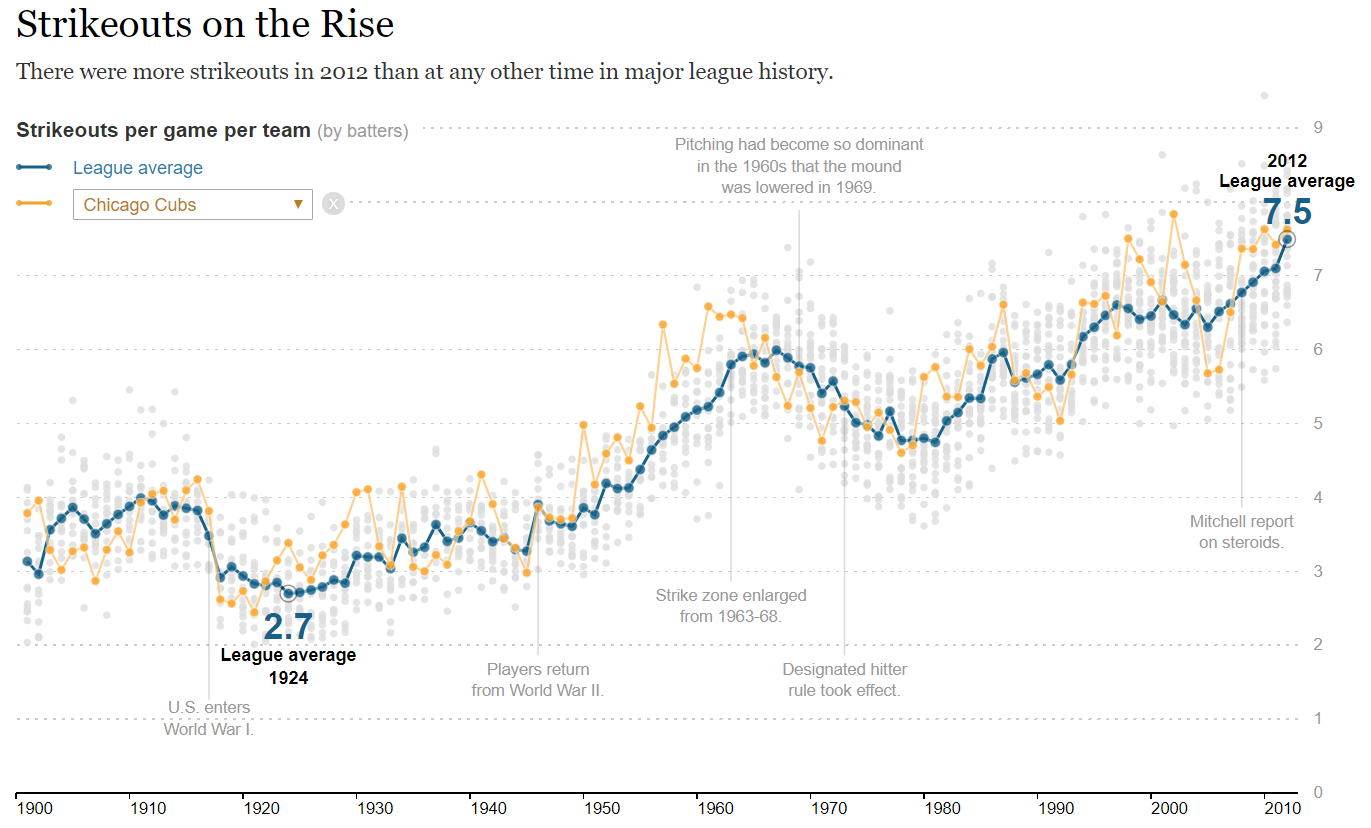 Strikeouts on the Rise
There were more strikeouts in 2012 than at any other time in major league history.
Strikeouts per game per team (by batters)
League average
Chicago Cubs ▼ X
Pitching had become so dominant
in the 1960s that the mound
was lowered in 1969.
2012
League average
7.5
9
7
6
5
4
3
2
1
0
Mitchell report
on steroids.
Strike zone enlarged
from 1963-68.
2.7
League average
1924
Players return
from World War II.
Designated hitter
rule took effect.
U.S. enters
World War I.
1900 1910 1920 1930 1940 1950 1960 1970 1980 1990 2000 2010